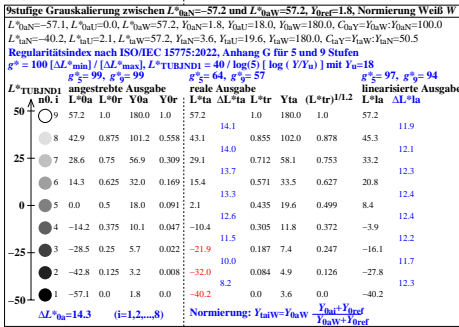 9stufige Grauskalierung zwischen L*0aN=−57.2 und L*0aW=57.2, Y0ref=1.8, Normierung Weiß W
L*0aN=−57.1, L*0aU=0.0, L*0aW=57.2, Y0aN=1.8, Y0aU=18.0, Y0aW=180.0, C0aY=Y0aW:Y0aN=100.0
L*taN=−40.2, L*taU=2.1, L*taW=57.2, YtaN=3.6, YtaU=19.6, YtaW=180.0, CtaY=YtaW:YtaN=50.5
Regularitätsindex nach ISO/IEC 15775:2022, Anhang G für 5 und 9 Stufen
g* = 100 [ΔL*min] / [ΔL*max], L*TUBJND1 = 40 / log(5) [ log ( Y/Yu) ] mit Yu=18
g*5= 99, g*9= 99 g*5= 64, g*9= 57 g*5= 97, g*9= 94
L*TUBJND1 angestrebte Ausgabe reale Ausgabe linearisierte Ausgabe
n0. i L*0a L*0r Y0a Y0r L*ta ΔL*ta L*tr Yta (L*tr)1/1.2 L*la ΔL*la
50
9 57.2 1.0 180.0 1.0 57.2 1.0 180.0 1.0 57.2
14.1 11.9
8 42.9 0.875 101.2 0.558 43.1 0.855 102.0 0.878 45.3
14.0 12.1
7 28.6 0.75 56.9 0.309 29.1 0.712 58.1 0.753 33.2
25
13.7 12.3
6 14.3 0.625 32.0 0.169 15.4 0.571 33.5 0.627 20.8
13.3 12.4
0 5 0.0 0.5 18.0 0.091 2.1 0.435 19.6 0.499 8.4
12.6 12.4
4 −14.2 0.375 10.1 0.047 −10.4 0.305 11.8 0.372 −3.9
11.5 12.2
−25 3 −28.5 0.25 5.7 0.022 −21.9 0.187 7.4 0.247 −16.1
10.0 11.7
2 −42.8 0.125 3.2 0.008 −32.0 0.084 4.9 0.126 −27.8
8.2 12.3
−50 1 −57.1 0.0 1.8 0.0 −40.2 0.0 3.6 0.0 −40.2
ΔL*0a=14.3 (i=1,2,...,8) Normierung: YtaiW=Y0aW (Y0ai+Y0ref)/(Y0aW+Y0ref)